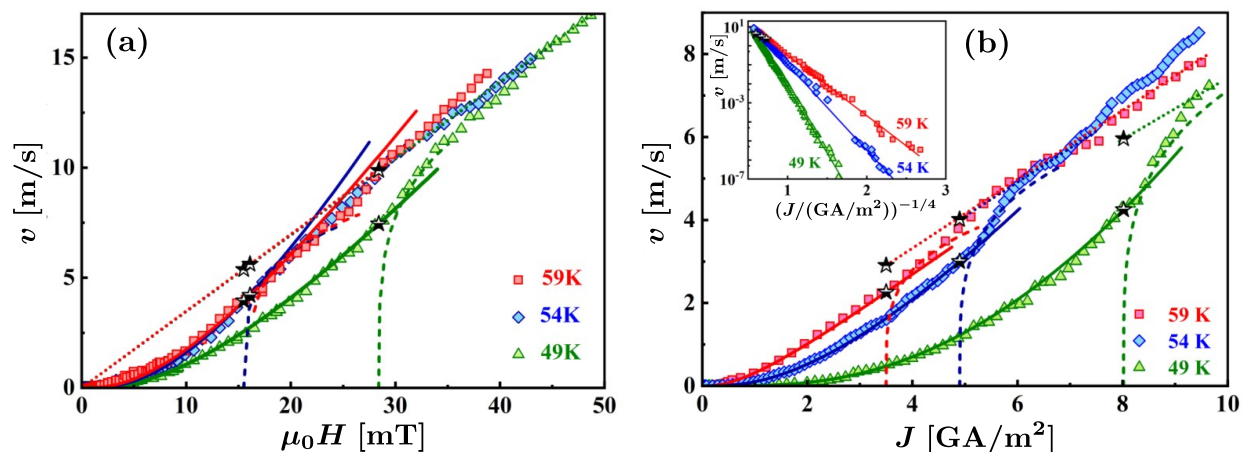 (a)
15
10
5
0
v [m/s]
0 10 20 30 40 50
μ₀H [mT]
59K
54K
49K
(b)
8
6
4
2
0
v [m/s]
0 2 4 6 8 10
J [GA/m²]
59 K
54 K
49 K
10¹
10⁻³
10⁻⁷
v [m/s]
59 K
54 K
49 K
1 2 3
(J/(GA/m²))⁻¹/⁴